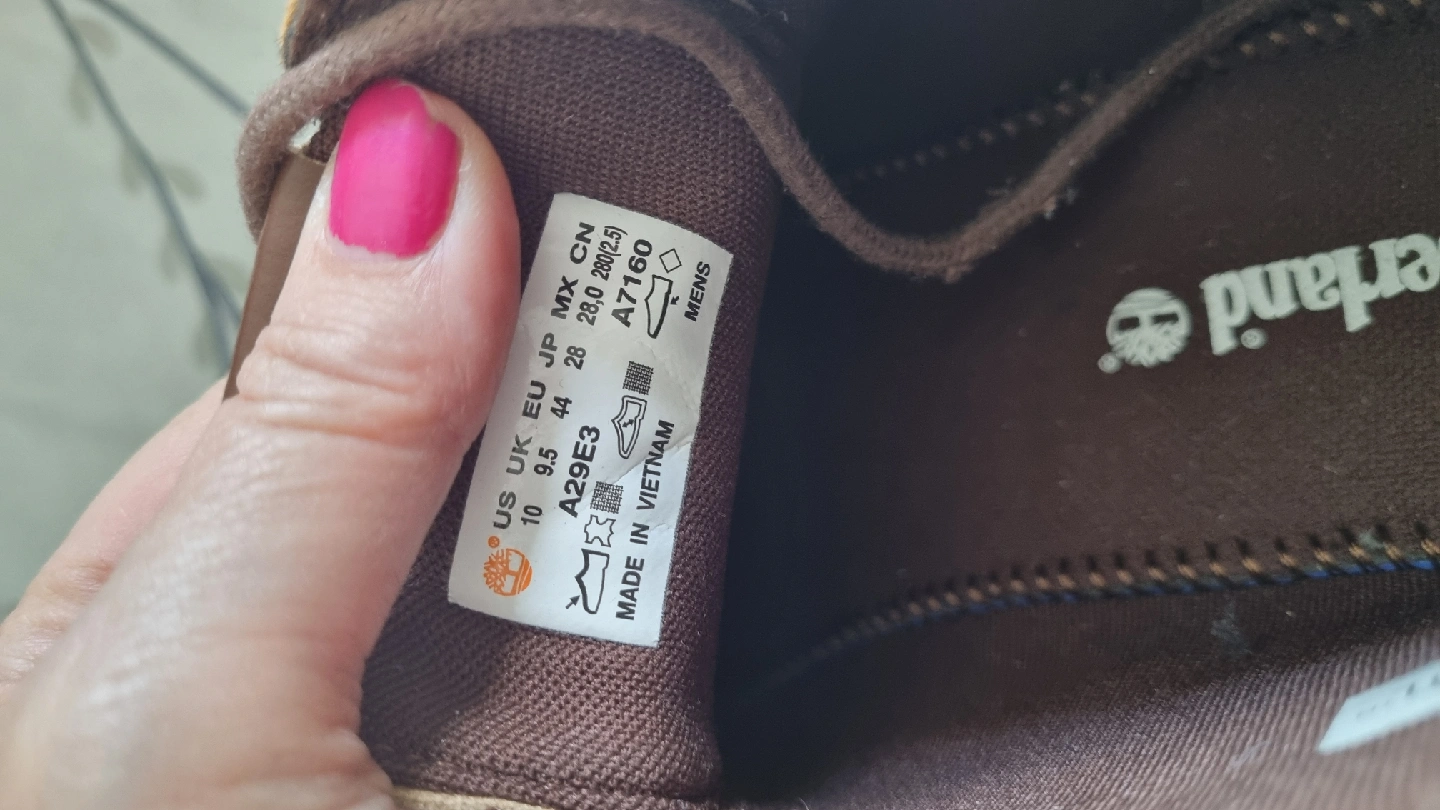 US UK EU JP MX CN
10 9.5 44 28 28,0 280(2.5)
A29E3 A7160
MENS
MADE IN VIETNAM
erland